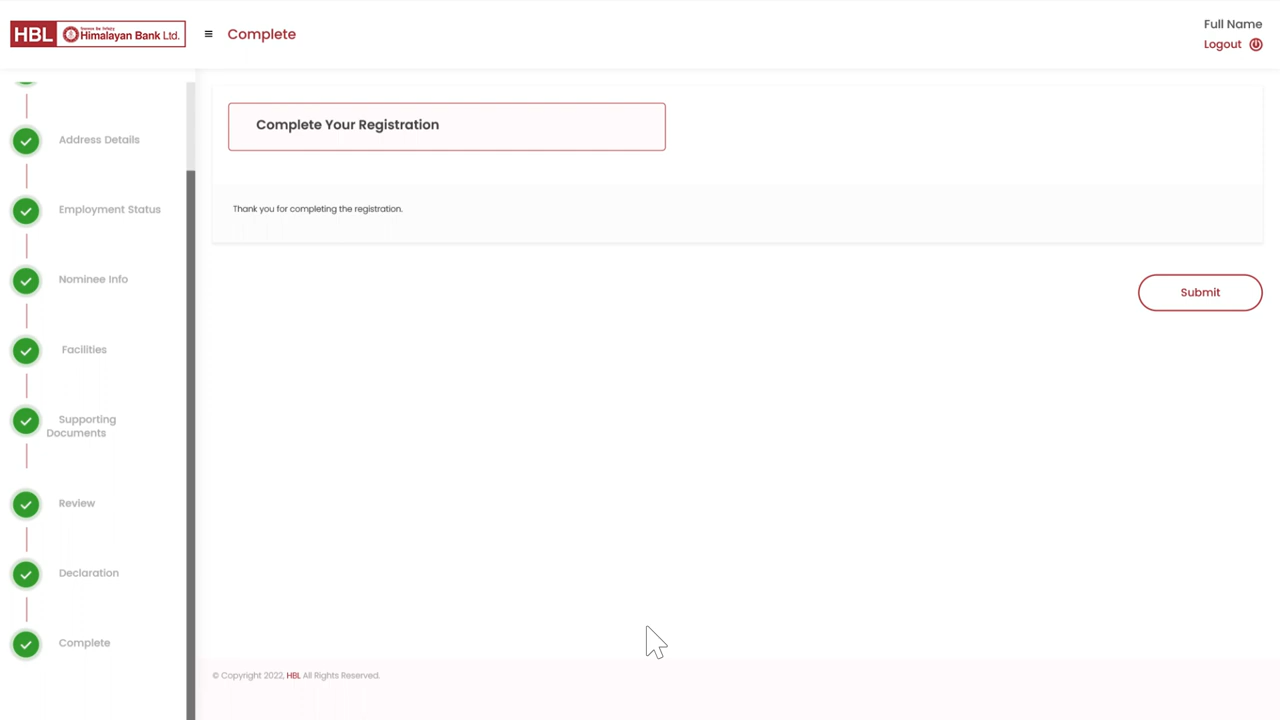 HBL Himalayan Bank Ltd.
Complete
Full Name
Logout
Address Details
Employment Status
Nominee Info
Facilities
Supporting
Documents
Review
Declaration
Complete
Complete Your Registration
Thank you for completing the registration.
Submit
© Copyright 2022, HBL All Rights Reserved.